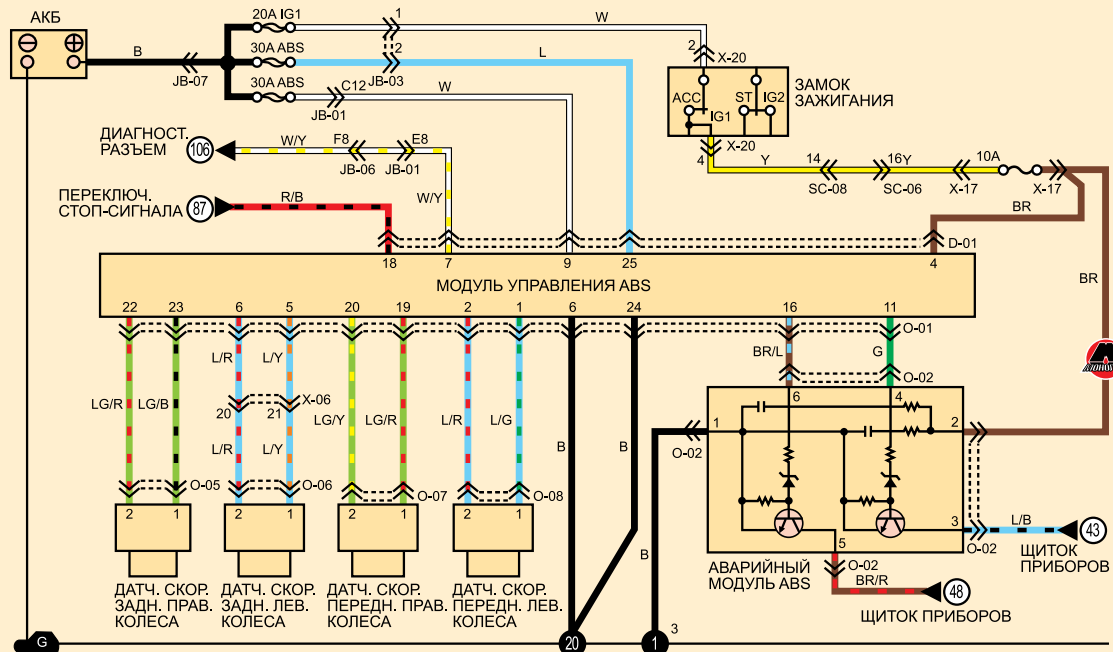 АКБ
20A IG1
1
W
30A ABS
2
L
B
JB-07
JB-03
30A ABS
C12
W
JB-01
2
X-20
ACC
ST
IG2
IG1
ЗАМОК
ЗАЖИГАНИЯ
X-20
4
Y
14
16
Y
10A
SC-08
SC-06
X-17
X-17
ДИАГНОСТ.
РАЗЪЕМ
106
W/Y
F8
E8
JB-06
JB-01
ПЕРЕКЛЮЧ.
СТОП-СИГНАЛА
87
R/B
W/Y
BR
BR
D-01
18
7
9
25
4
МОДУЛЬ УПРАВЛЕНИЯ ABS
22
23
6
5
20
19
2
1
6
24
16
11
O-01
L/R
L/Y
BR/L
G
O-02
LG/R
LG/B
20
21
X-06
LG/Y
LG/R
L/R
L/G
L/R
L/Y
B
B
6
4
1
2
O-02
O-05
O-06
O-07
O-08
2
1
2
1
2
1
2
1
3
L/B
43
O-02
ЩИТОК
ПРИБОРОВ
5
B
АВАРИЙНЫЙ
МОДУЛЬ ABS
O-02
BR/R
48
ЩИТОК ПРИБОРОВ
ДАТЧ. СКОР.
ЗАДН. ПРАВ.
КОЛЕСА
ДАТЧ. СКОР.
ЗАДН. ЛЕВ.
КОЛЕСА
ДАТЧ. СКОР.
ПЕРЕДН. ПРАВ.
КОЛЕСА
ДАТЧ. СКОР.
ПЕРЕДН. ЛЕВ.
КОЛЕСА
G
20
1
3